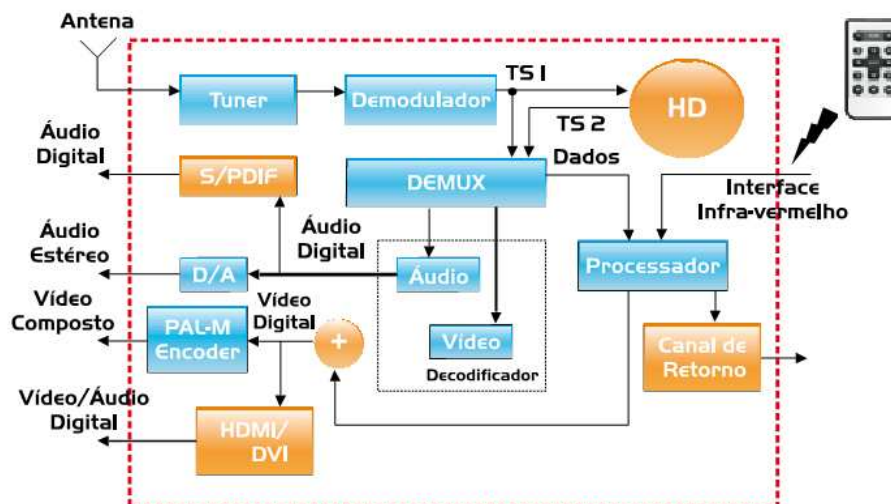 Antena
TS 1
Tuner
Demodulador
HD
TS 2
Áudio
Digital
S/PDIF
DEMUX
Dados
Interface
Infra-vermelho
Áudio
Estéreo
D/A
Áudio
Digital
Áudio
Processador
Vídeo
Composto
PAL-M
Encoder
Vídeo
Digital
+
Vídeo
Decodificador
Canal de
Retorno
Vídeo/Áudio
Digital
HDMI/
DVI